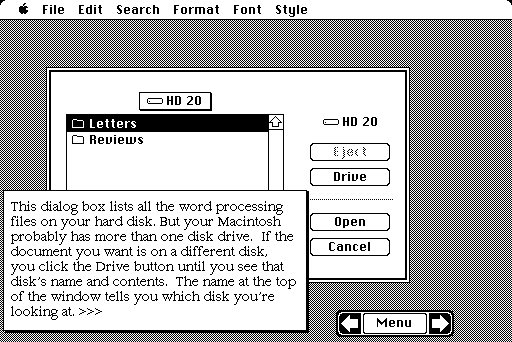 File Edit Search Format Font Style
HD 20
Letters
Reviews
HD 20
Eject
Drive
Open
Cancel
This dialog box lists all the word processing
files on your hard disk. But your Macintosh
probably has more than one disk drive.  If the
document you want is on a different disk,
you click the Drive button until you see that
disk's name and contents.  The name at the top
of the window tells you which disk you're
looking at. >>>
Menu